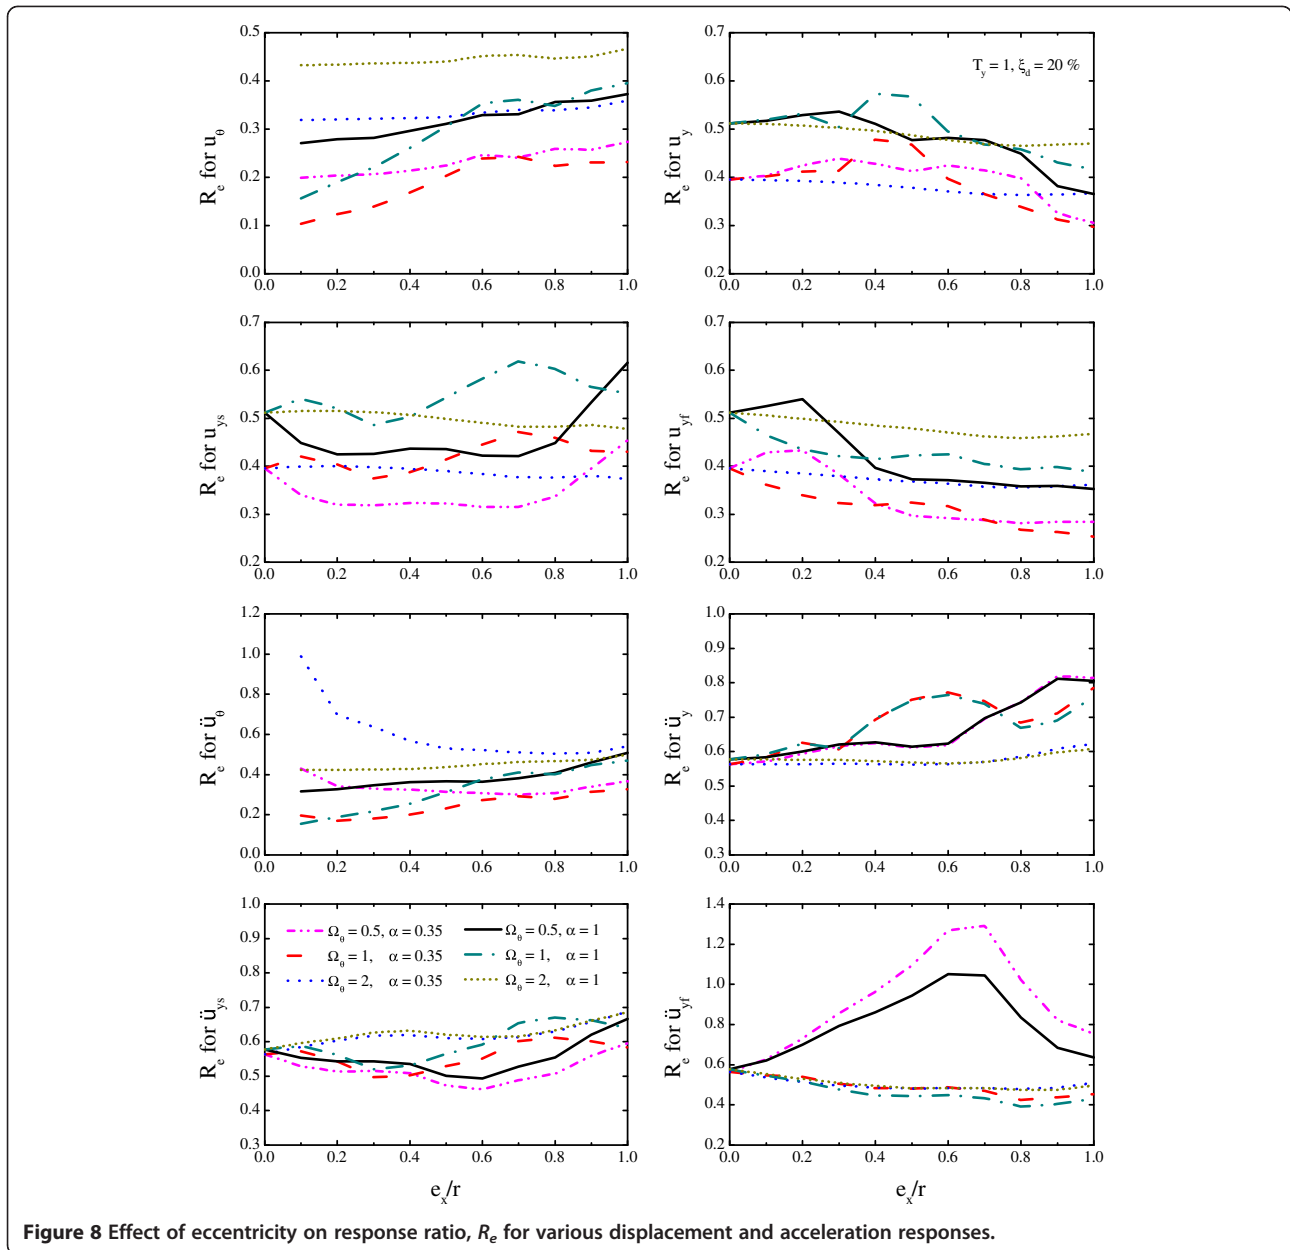 0.5
0.4
0.3
0.2
0.1
0.0
R_e for u_θ
0.0 0.2 0.4 0.6 0.8 1.0
0.7
0.6
0.5
0.4
0.3
0.2
R_e for u_y
T_y = 1, ξ_d = 20 %
0.0 0.2 0.4 0.6 0.8 1.0
0.7
0.6
0.5
0.4
0.3
0.2
R_e for u_ys
0.0 0.2 0.4 0.6 0.8 1.0
0.7
0.6
0.5
0.4
0.3
0.2
R_e for u_yf
0.0 0.2 0.4 0.6 0.8 1.0
1.2
1.0
0.8
0.6
0.4
0.2
0.0
R_e for ü_θ
0.0 0.2 0.4 0.6 0.8 1.0
1.0
0.9
0.8
0.7
0.6
0.5
0.4
0.3
R_e for ü_y
0.0 0.2 0.4 0.6 0.8 1.0
1.0
0.9
0.8
0.7
0.6
0.5
0.4
0.3
R_e for ü_ys
Ω_θ = 0.5, α = 0.35 Ω_θ = 0.5, α = 1
Ω_θ = 1, α = 0.35 Ω_θ = 1, α = 1
Ω_θ = 2, α = 0.35 Ω_θ = 2, α = 1
0.0 0.2 0.4 0.6 0.8 1.0
e_x/r
1.4
1.2
1.0
0.8
0.6
0.4
0.2
R_e for ü_yf
0.0 0.2 0.4 0.6 0.8 1.0
e_x/r
Figure 8 Effect of eccentricity on response ratio, R_e for various displacement and acceleration responses.